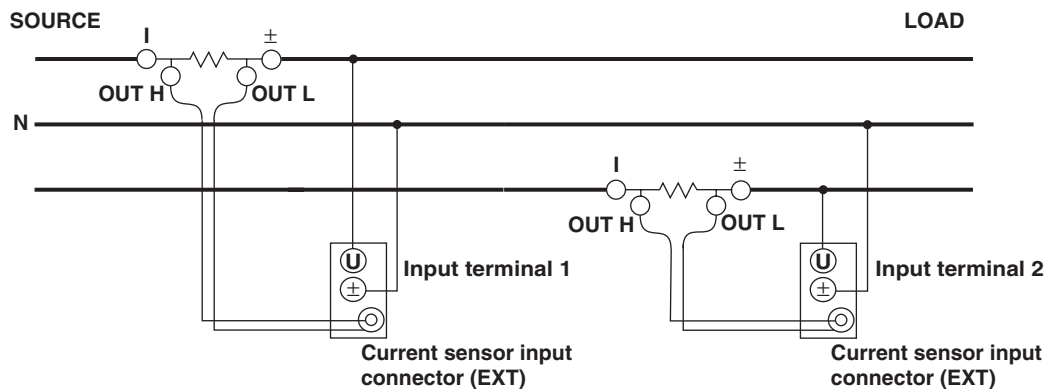 SOURCE
LOAD
I
±
OUT H
OUT L
N
I
±
OUT H
OUT L
U
Input terminal 1
±
U
Input terminal 2
±
Current sensor input
connector (EXT)
Current sensor input
connector (EXT)